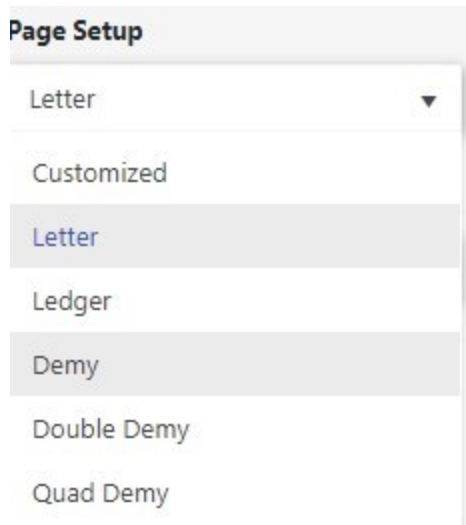 Page Setup
Letter
Customized
Letter
Ledger
Demy
Double Demy
Quad Demy